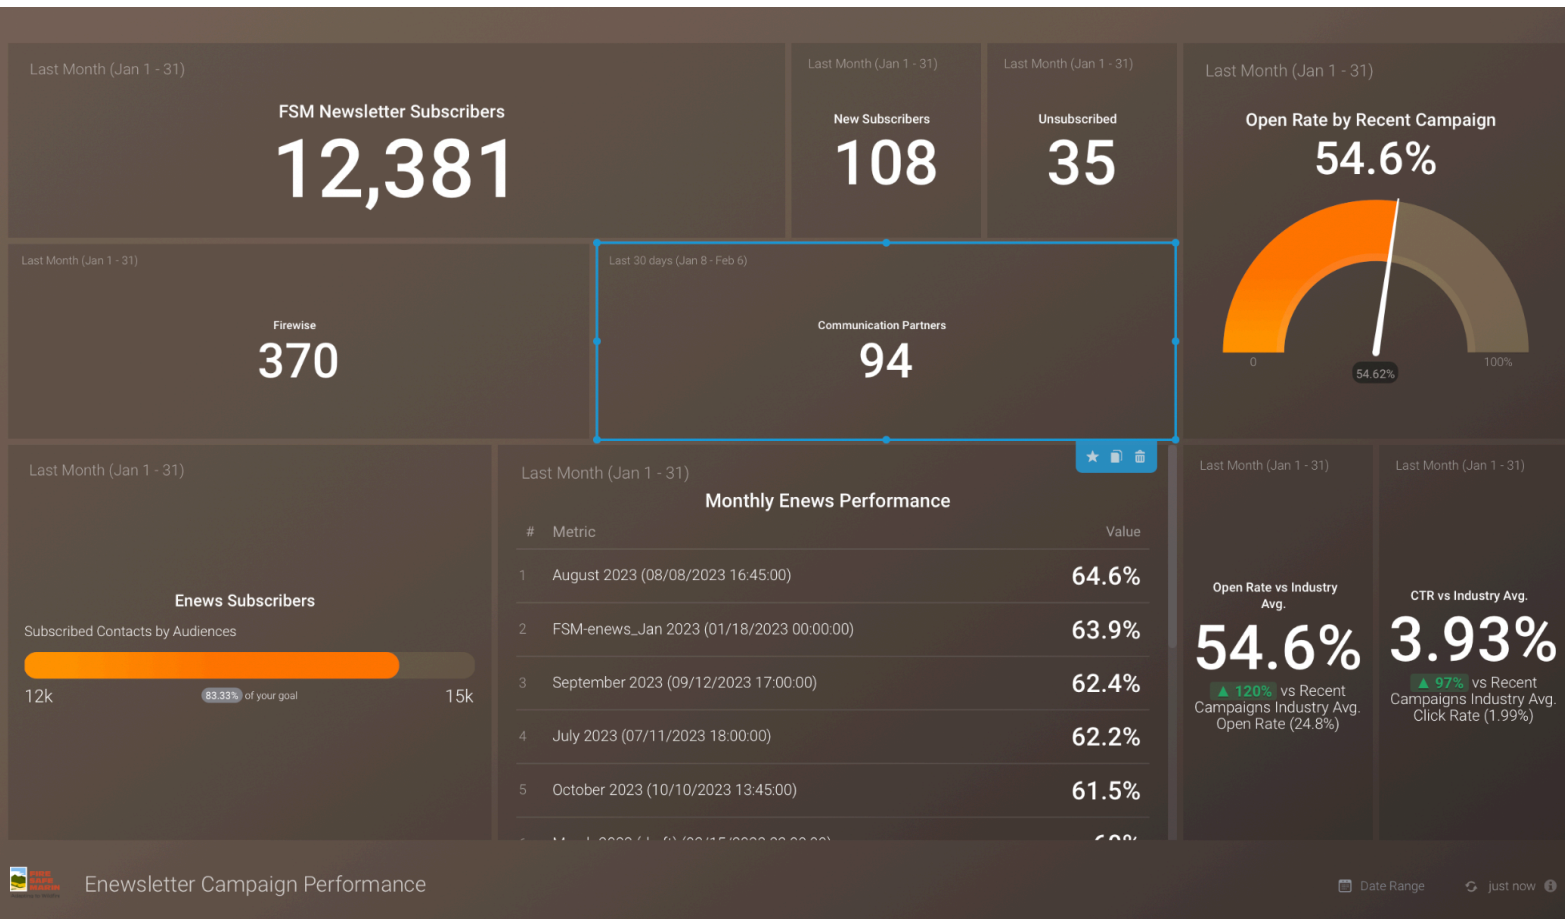 Last Month (Jan 1 - 31)
FSM Newsletter Subscribers
12,381
Last Month (Jan 1 - 31)
New Subscribers
108
Last Month (Jan 1 - 31)
Unsubscribed
35
Last Month (Jan 1 - 31)
Open Rate by Recent Campaign
54.6%
0
54.62%
100%
Last Month (Jan 1 - 31)
Firewise
370
Last 30 days (Jan 8 - Feb 6)
Communication Partners
94
Last Month (Jan 1 - 31)
Enews Subscribers
Subscribed Contacts by Audiences
12k
83.33% of your goal
15k
Last Month (Jan 1 - 31)
Monthly Enews Performance
# Metric Value
1 August 2023 (08/08/2023 16:45:00) 64.6%
2 FSM-enews_Jan 2023 (01/18/2023 00:00:00) 63.9%
3 September 2023 (09/12/2023 17:00:00) 62.4%
4 July 2023 (07/11/2023 18:00:00) 62.2%
5 October 2023 (10/10/2023 13:45:00) 61.5%
Last Month (Jan 1 - 31)
Open Rate vs Industry
Avg.
54.6%
▲ 120% vs Recent
Campaigns Industry Avg.
Open Rate (24.8%)
Last Month (Jan 1 - 31)
CTR vs Industry Avg.
3.93%
▲ 97% vs Recent
Campaigns Industry Avg.
Click Rate (1.99%)
FIRE
SAFE
MARIN
Enewsletter Campaign Performance
Date Range
just now